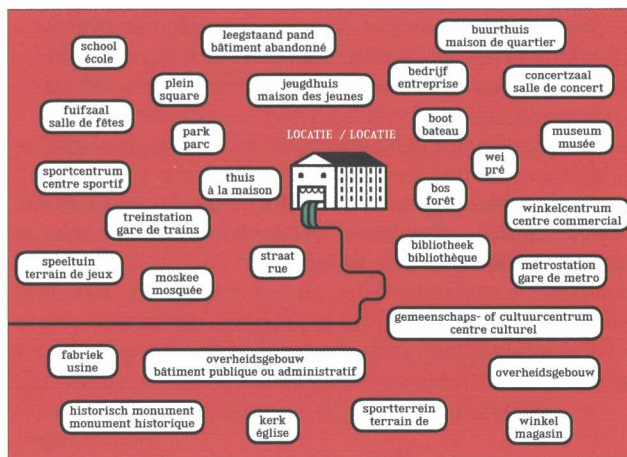 leegstaand pand
bâtiment abandonné
buurthuis
maison de quartier
school
école
plein
square
jeugdhuis
maison des jeunes
bedrijf
entreprise
concertzaal
salle de concert
fuifzaal
salle de fêtes
park
parc
boot
bateau
museum
musée
LOCATIE / LOCATIE
wei
pré
sportcentrum
centre sportif
thuis
à la maison
bos
forêt
winkelcentrum
centre commercial
treinstation
gare de trains
speeltuin
terrain de jeux
moskee
mosquée
straat
rue
bibliotheek
bibliothèque
metrostation
gare de metro
gemeenschaps- of cultuurcentrum
centre culturel
fabriek
usine
overheidsgebouw
bâtiment publique ou administratif
overheidsgebouw
historisch monument
monument historique
kerk
église
sportterrein
terrain de
winkel
magasin